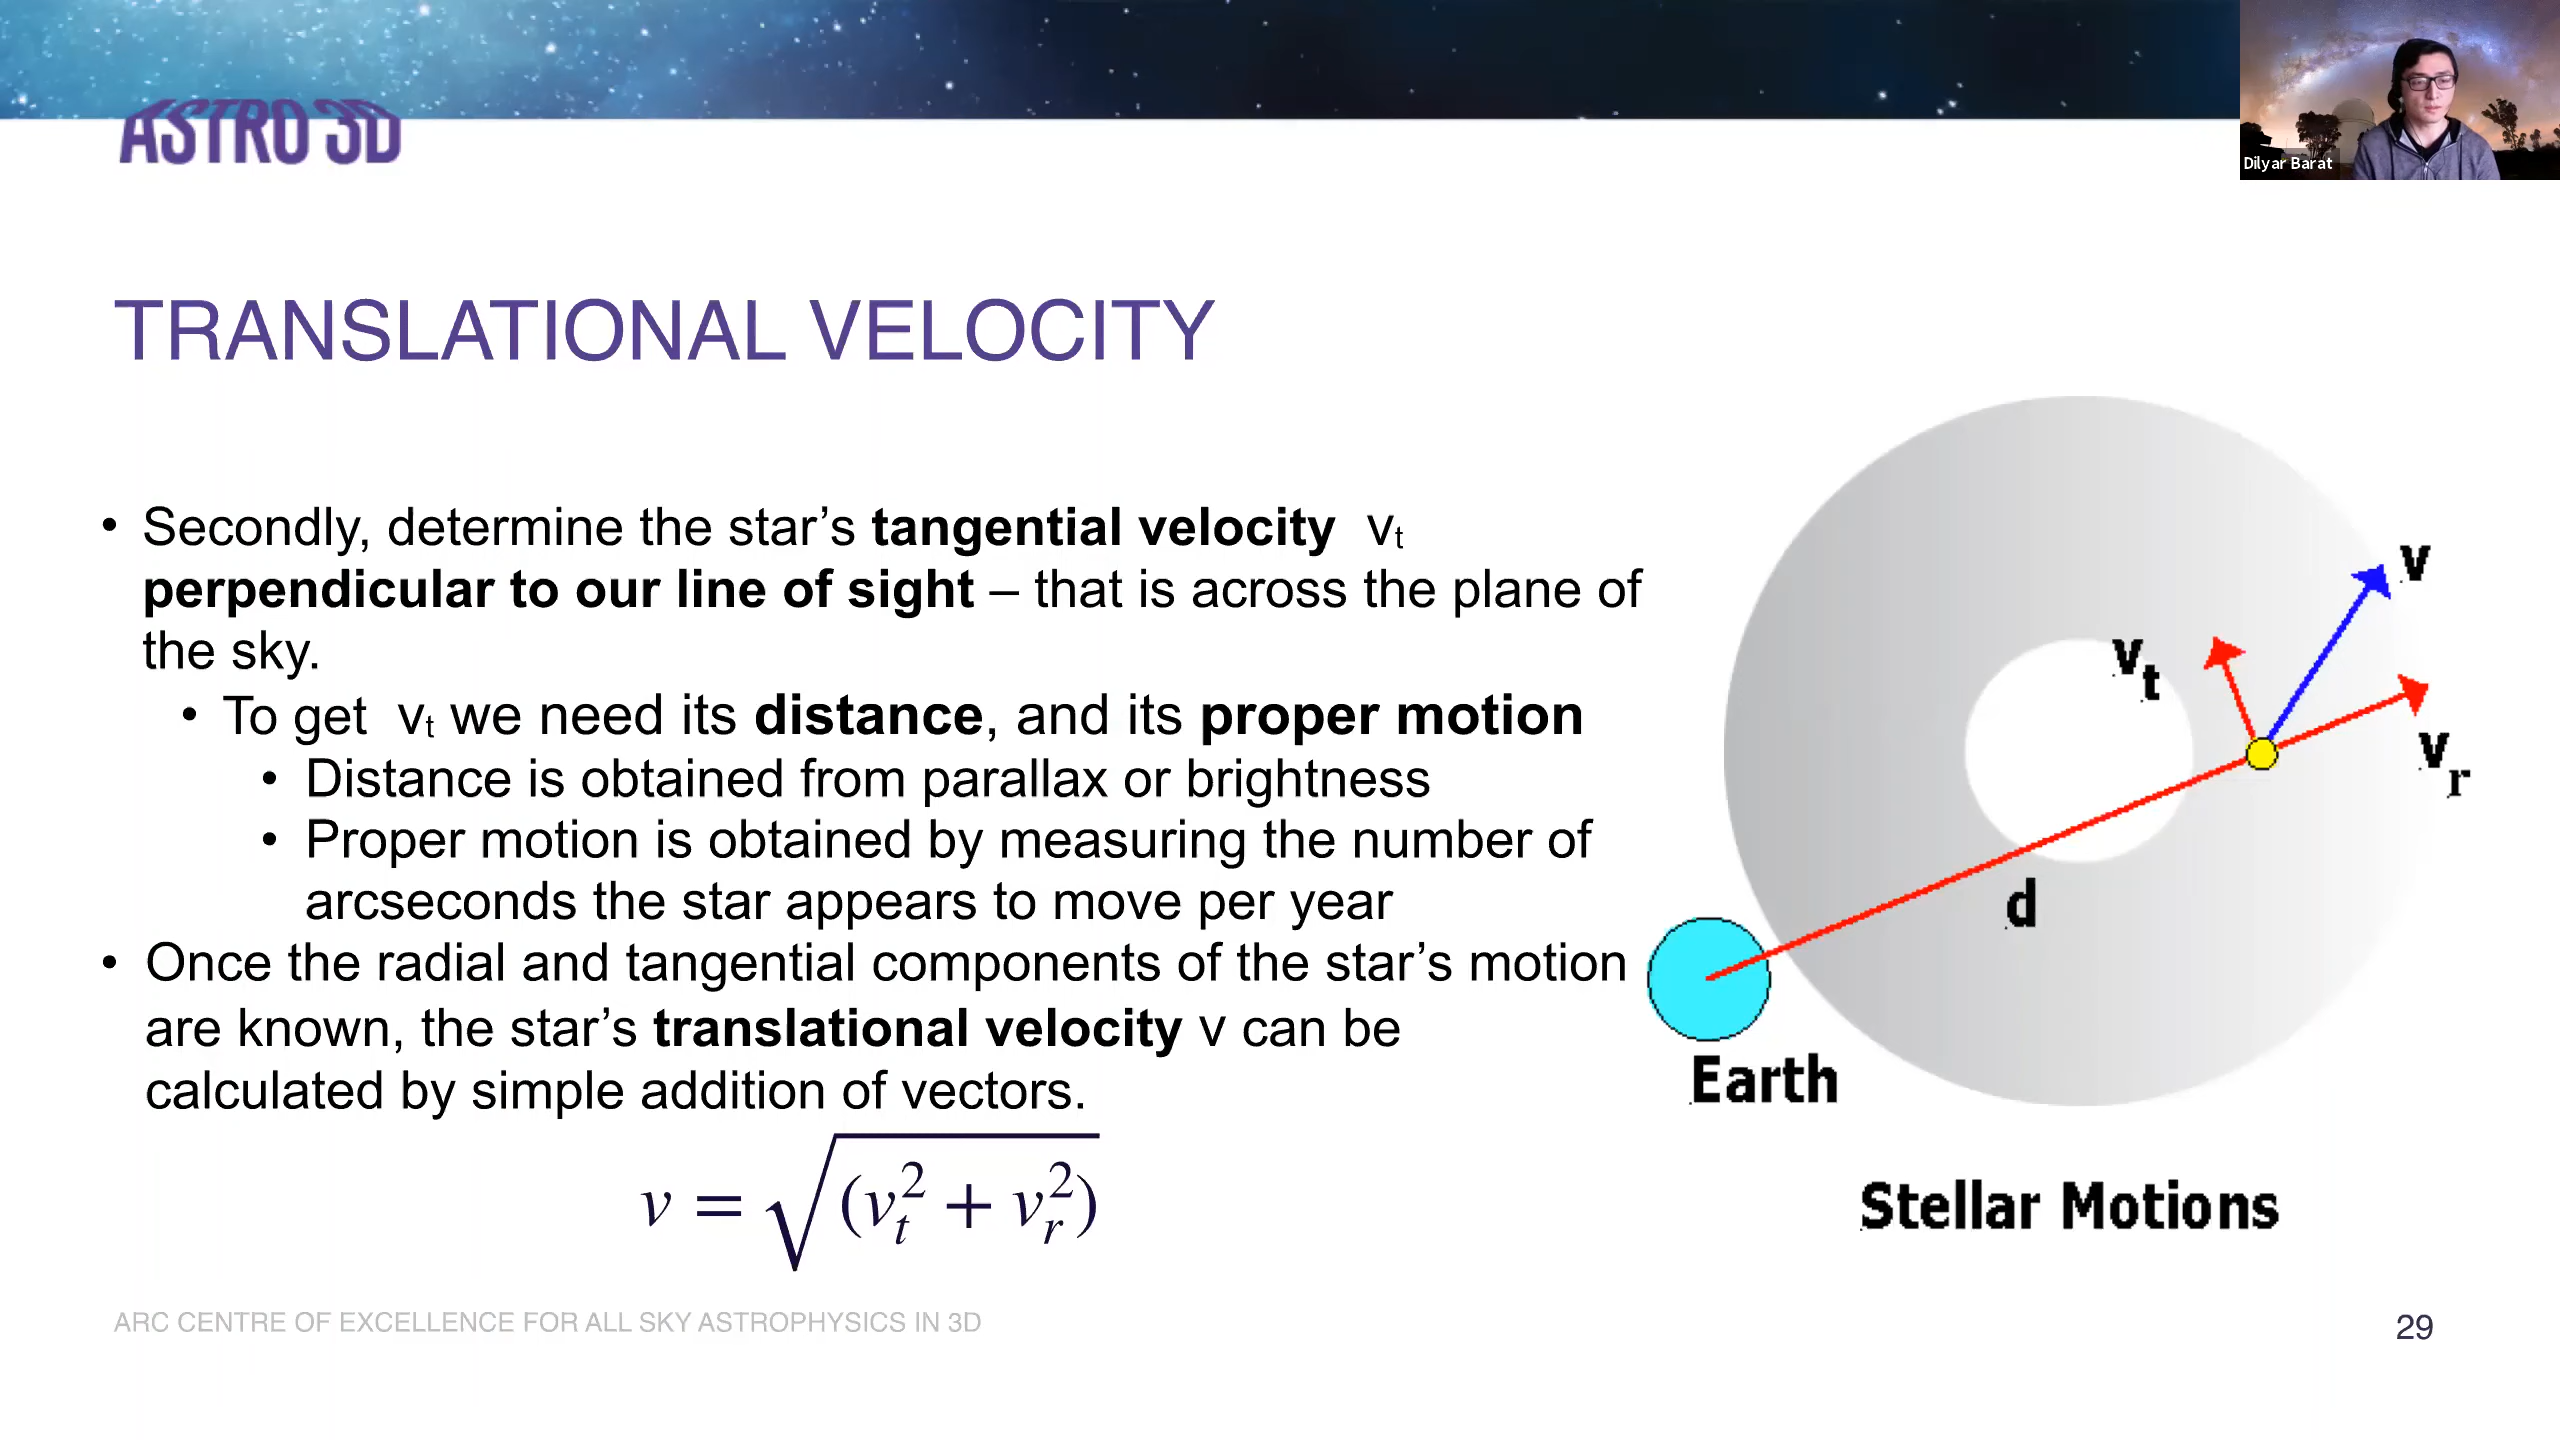 ASTRO 3D
Dilyar Barat
TRANSLATIONAL VELOCITY
• Secondly, determine the star’s tangential velocity vₜ
perpendicular to our line of sight – that is across the plane of
the sky.
• To get vₜ we need its distance, and its proper motion
• Distance is obtained from parallax or brightness
• Proper motion is obtained by measuring the number of
arcseconds the star appears to move per year
• Once the radial and tangential components of the star’s motion
are known, the star’s translational velocity v can be
calculated by simple addition of vectors.
v = √(vₜ² + vᵣ²)
v
vₜ
vᵣ
d
Earth
Stellar Motions
ARC CENTRE OF EXCELLENCE FOR ALL SKY ASTROPHYSICS IN 3D
29